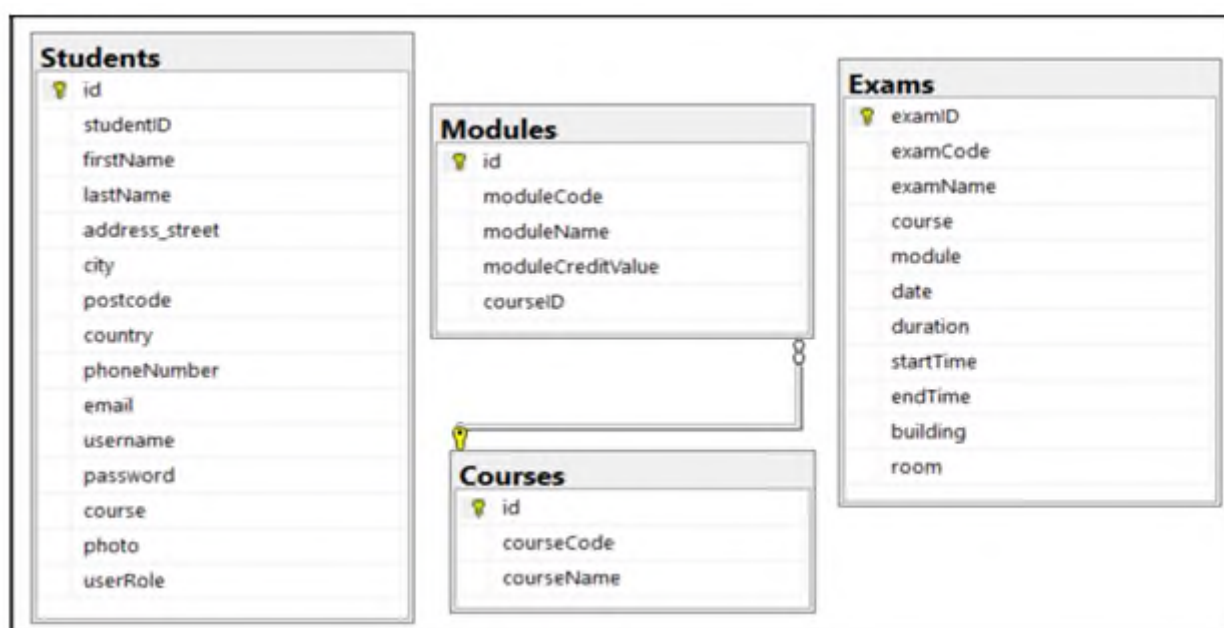 Students
id
studentID
firstName
lastName
address_street
city
postcode
country
phoneNumber
email
username
password
course
photo
userRole
Modules
id
moduleCode
moduleName
moduleCreditValue
courseID
Courses
id
courseCode
courseName
Exams
examID
examCode
examName
course
module
date
duration
startTime
endTime
building
room